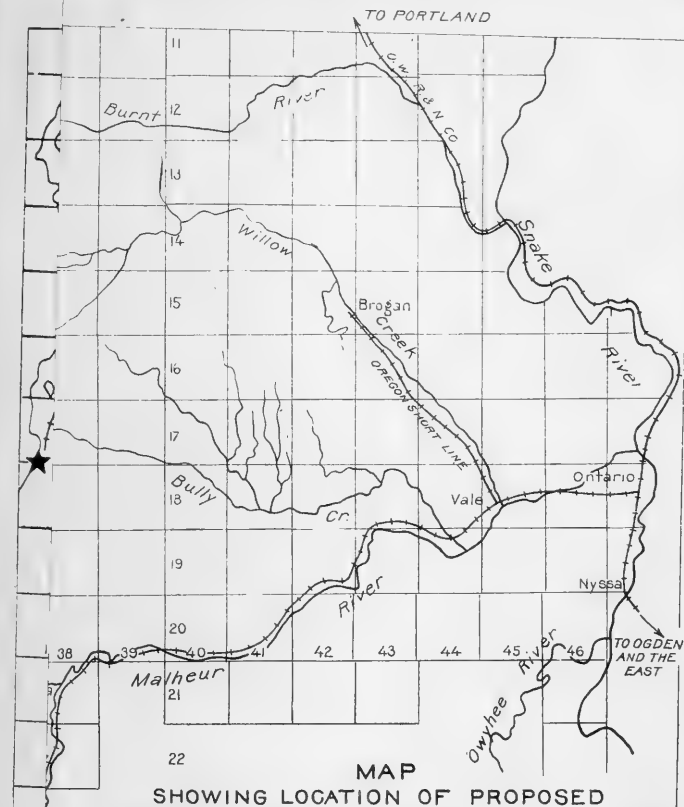 TO PORTLAND
11
O.W. R. & N. CO
Burnt River
12
13
14
Willow
Snake
15
Brogan
Creek
16
OREGON SHORT LINE
River
17
Ontario
Bully
18
Vale
Cr.
19
Nyssa
River
20
38 39 40 41 42 43 44 45 46
TO OGDEN
AND THE
EAST
Malheur
21
Owyhee River
22
MAP
SHOWING LOCATION OF PROPOSED